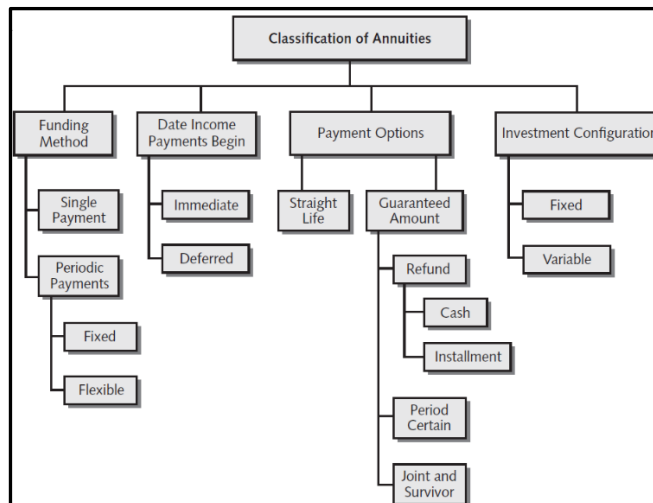 Classification of Annuities
Funding
Method
Date Income
Payments Begin
Payment Options
Investment Configuration
Single
Payment
Periodic
Payments
Fixed
Flexible
Immediate
Deferred
Straight
Life
Guaranteed
Amount
Refund
Cash
Installment
Period
Certain
Joint and
Survivor
Fixed
Variable